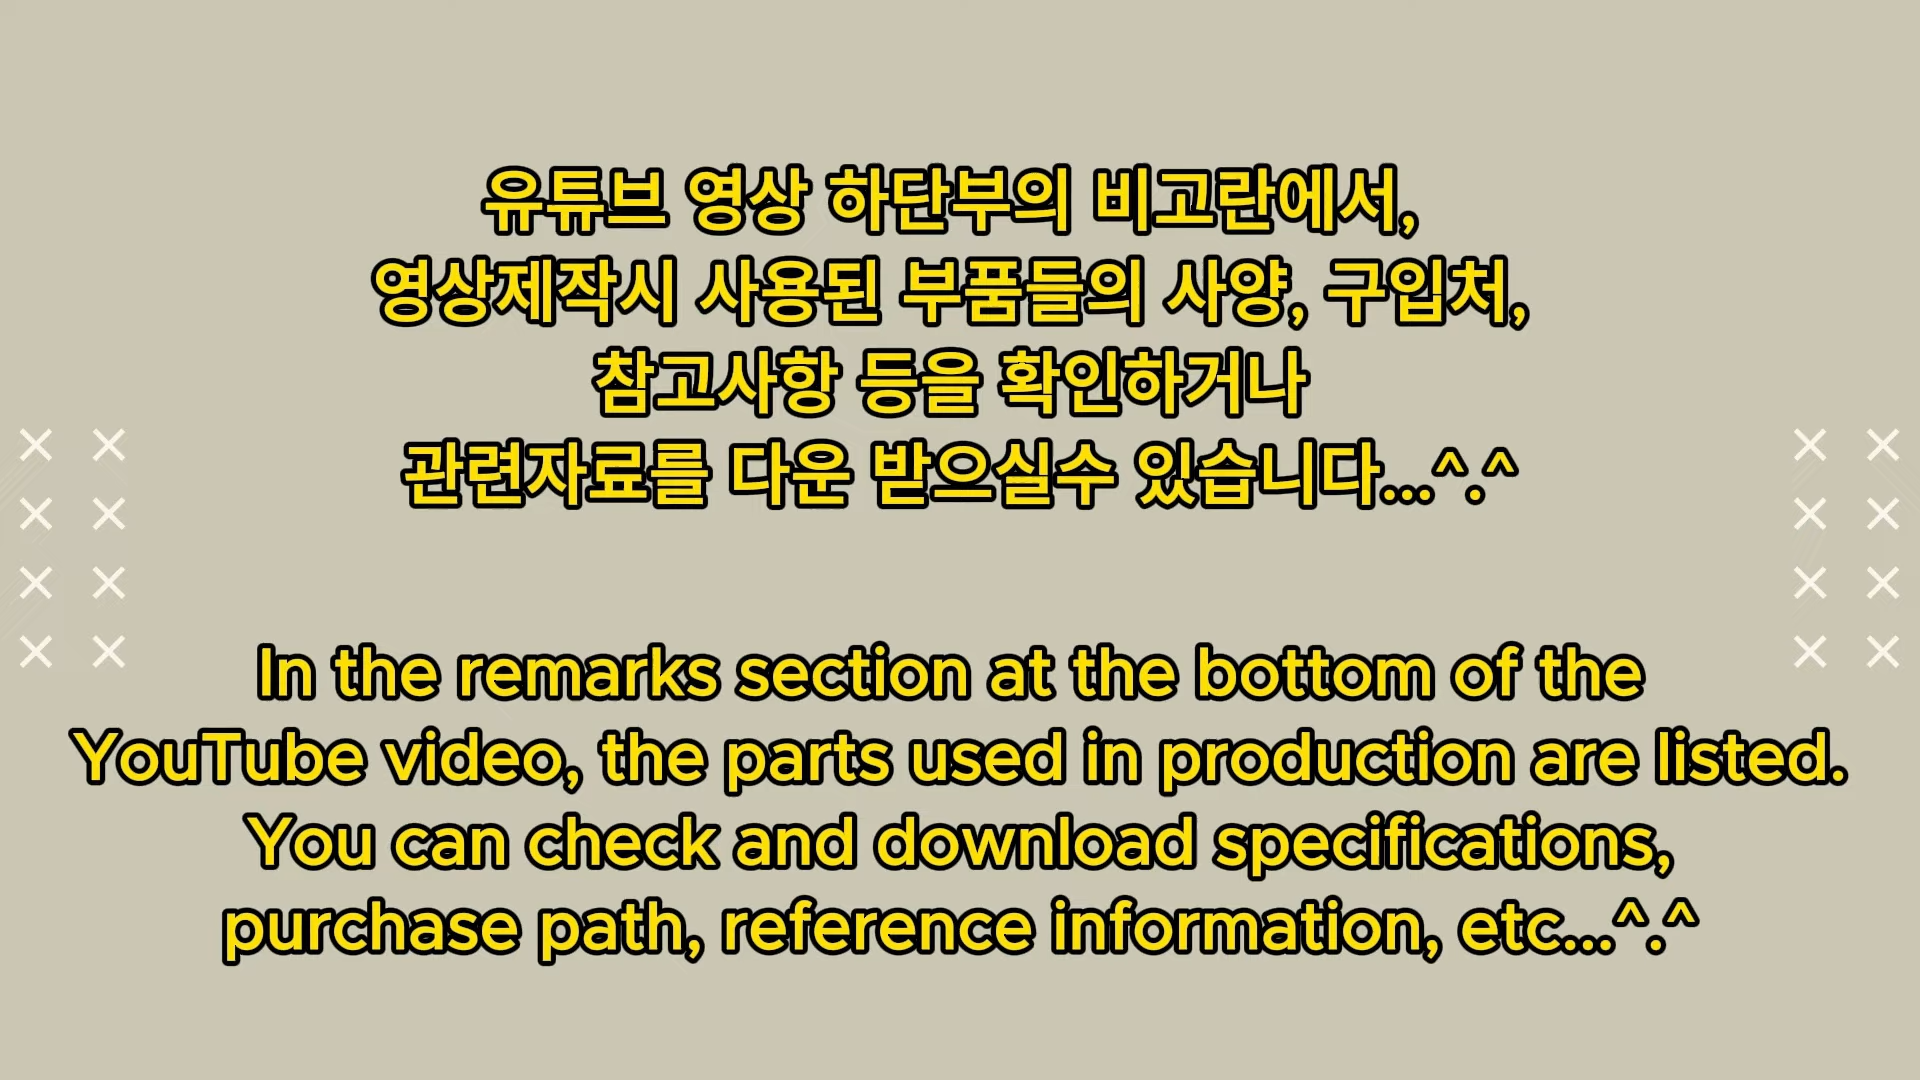 유튜브 영상 하단부의 비고란에서,
영상제작시 사용된 부품들의 사양, 구입처,
참고사항 등을 확인하거나
관련자료를 다운 받으실수 있습니다...^.^
In the remarks section at the bottom of the
YouTube video, the parts used in production are listed.
You can check and download specifications,
purchase path, reference information, etc...^.^